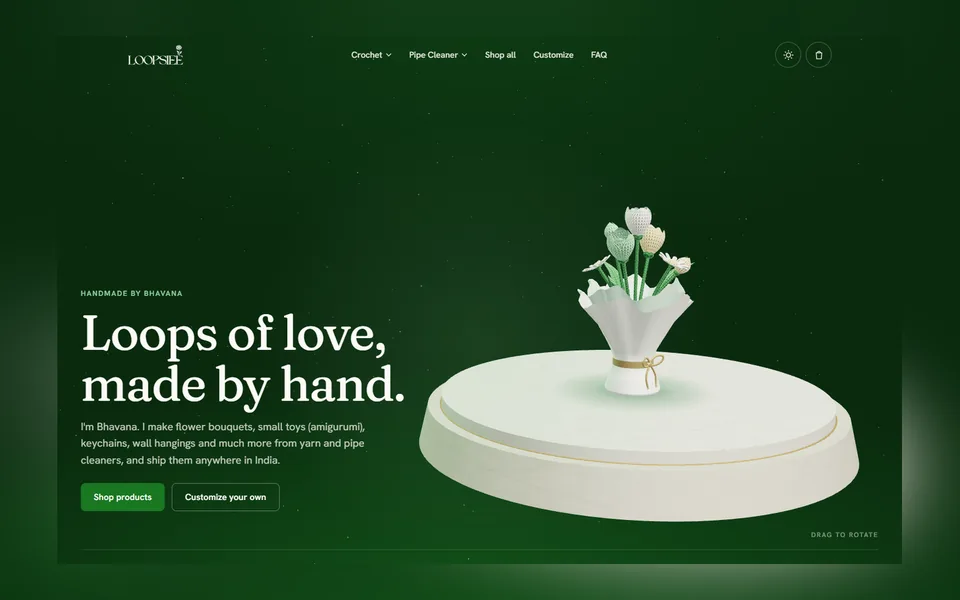 LOOPSIEE
Crochet
Pipe Cleaner
Shop all
Customize
FAQ
HANDMADE BY BHAVANA
Loops of love,
made by hand.
I'm Bhavana. I make flower bouquets, small toys (amigurumi),
keychains, wall hangings and much more from yarn and pipe
cleaners, and ship them anywhere in India.
Shop products
Customize your own
DRAG TO ROTATE